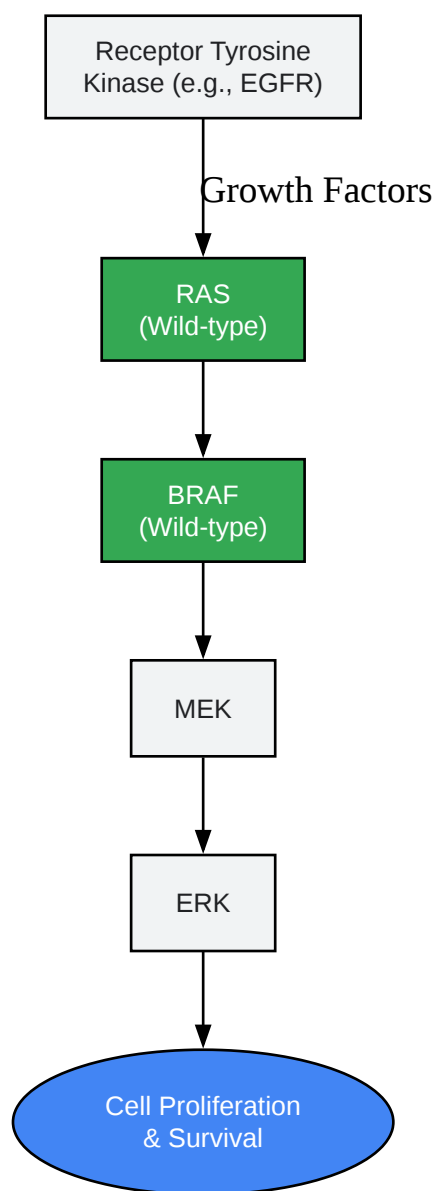 Receptor Tyrosine
Kinase (e.g., EGFR)
Growth Factors
RAS
(Wild-type)
BRAF
(Wild-type)
MEK
ERK
Cell Proliferation
& Survival